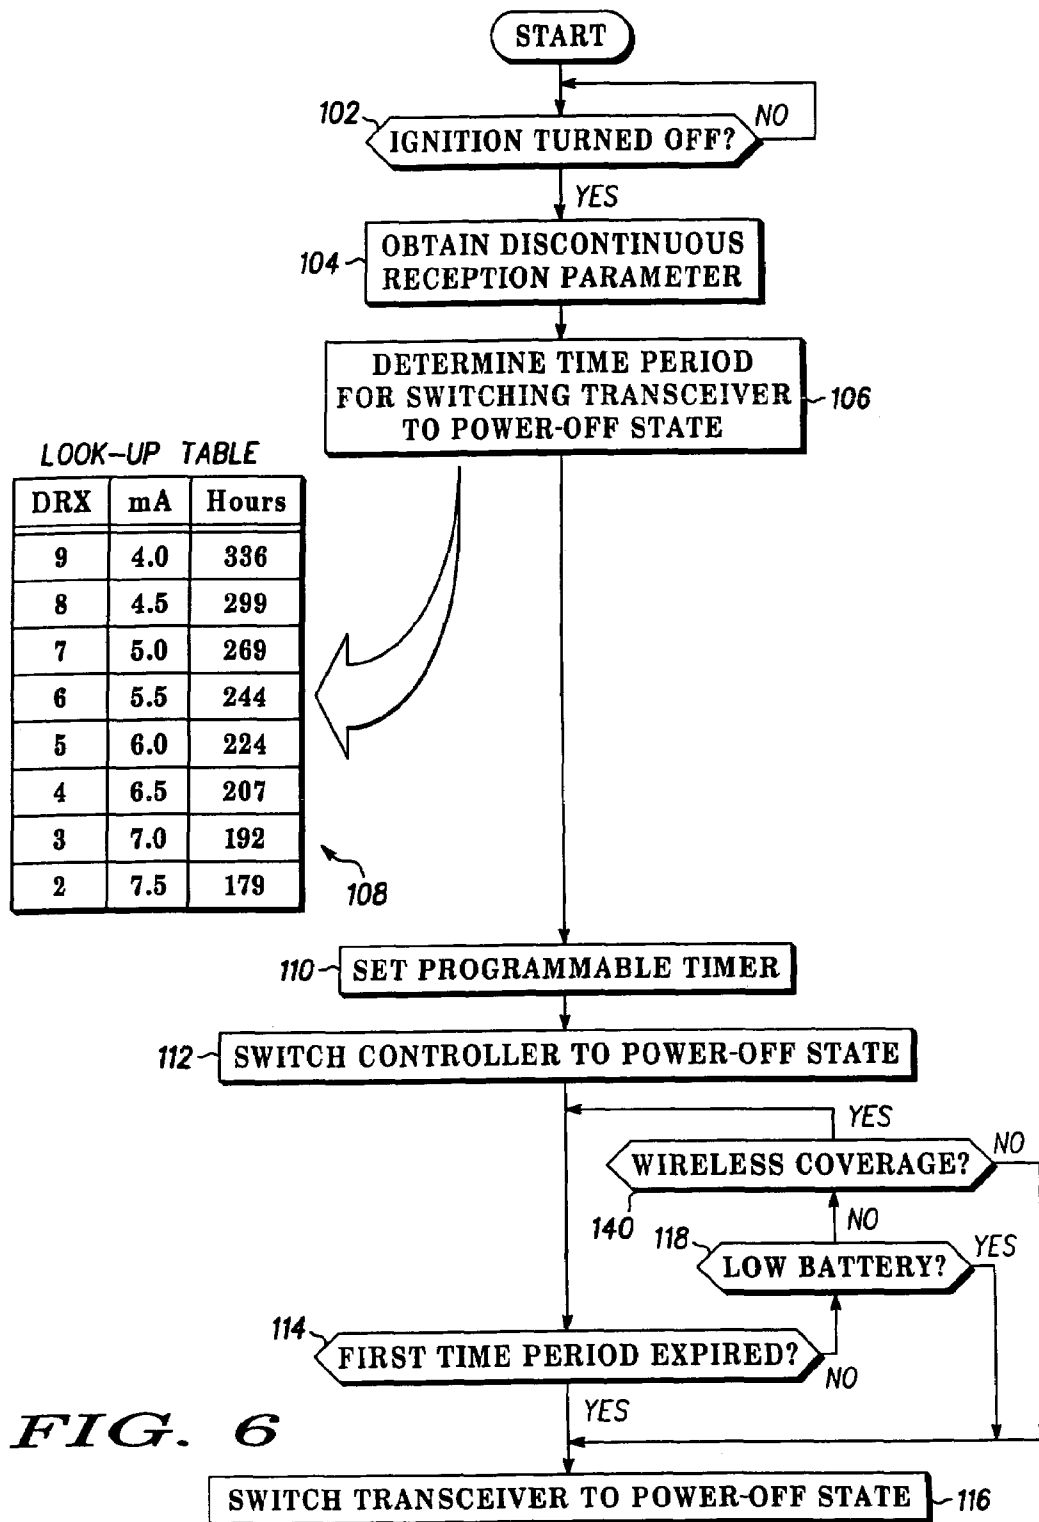 START
102
IGNITION TURNED OFF?
NO
YES
104
OBTAIN DISCONTINUOUS
RECEPTION PARAMETER
DETERMINE TIME PERIOD
FOR SWITCHING TRANSCEIVER
TO POWER-OFF STATE
106
LOOK-UP TABLE
DRX mA Hours
9 4.0 336
8 4.5 299
7 5.0 269
6 5.5 244
5 6.0 224
4 6.5 207
3 7.0 192
2 7.5 179
108
110
SET PROGRAMMABLE TIMER
112
SWITCH CONTROLLER TO POWER-OFF STATE
YES
WIRELESS COVERAGE?
NO
140
NO
118
LOW BATTERY?
YES
114
FIRST TIME PERIOD EXPIRED?
NO
YES
FIG. 6
SWITCH TRANSCEIVER TO POWER-OFF STATE
116